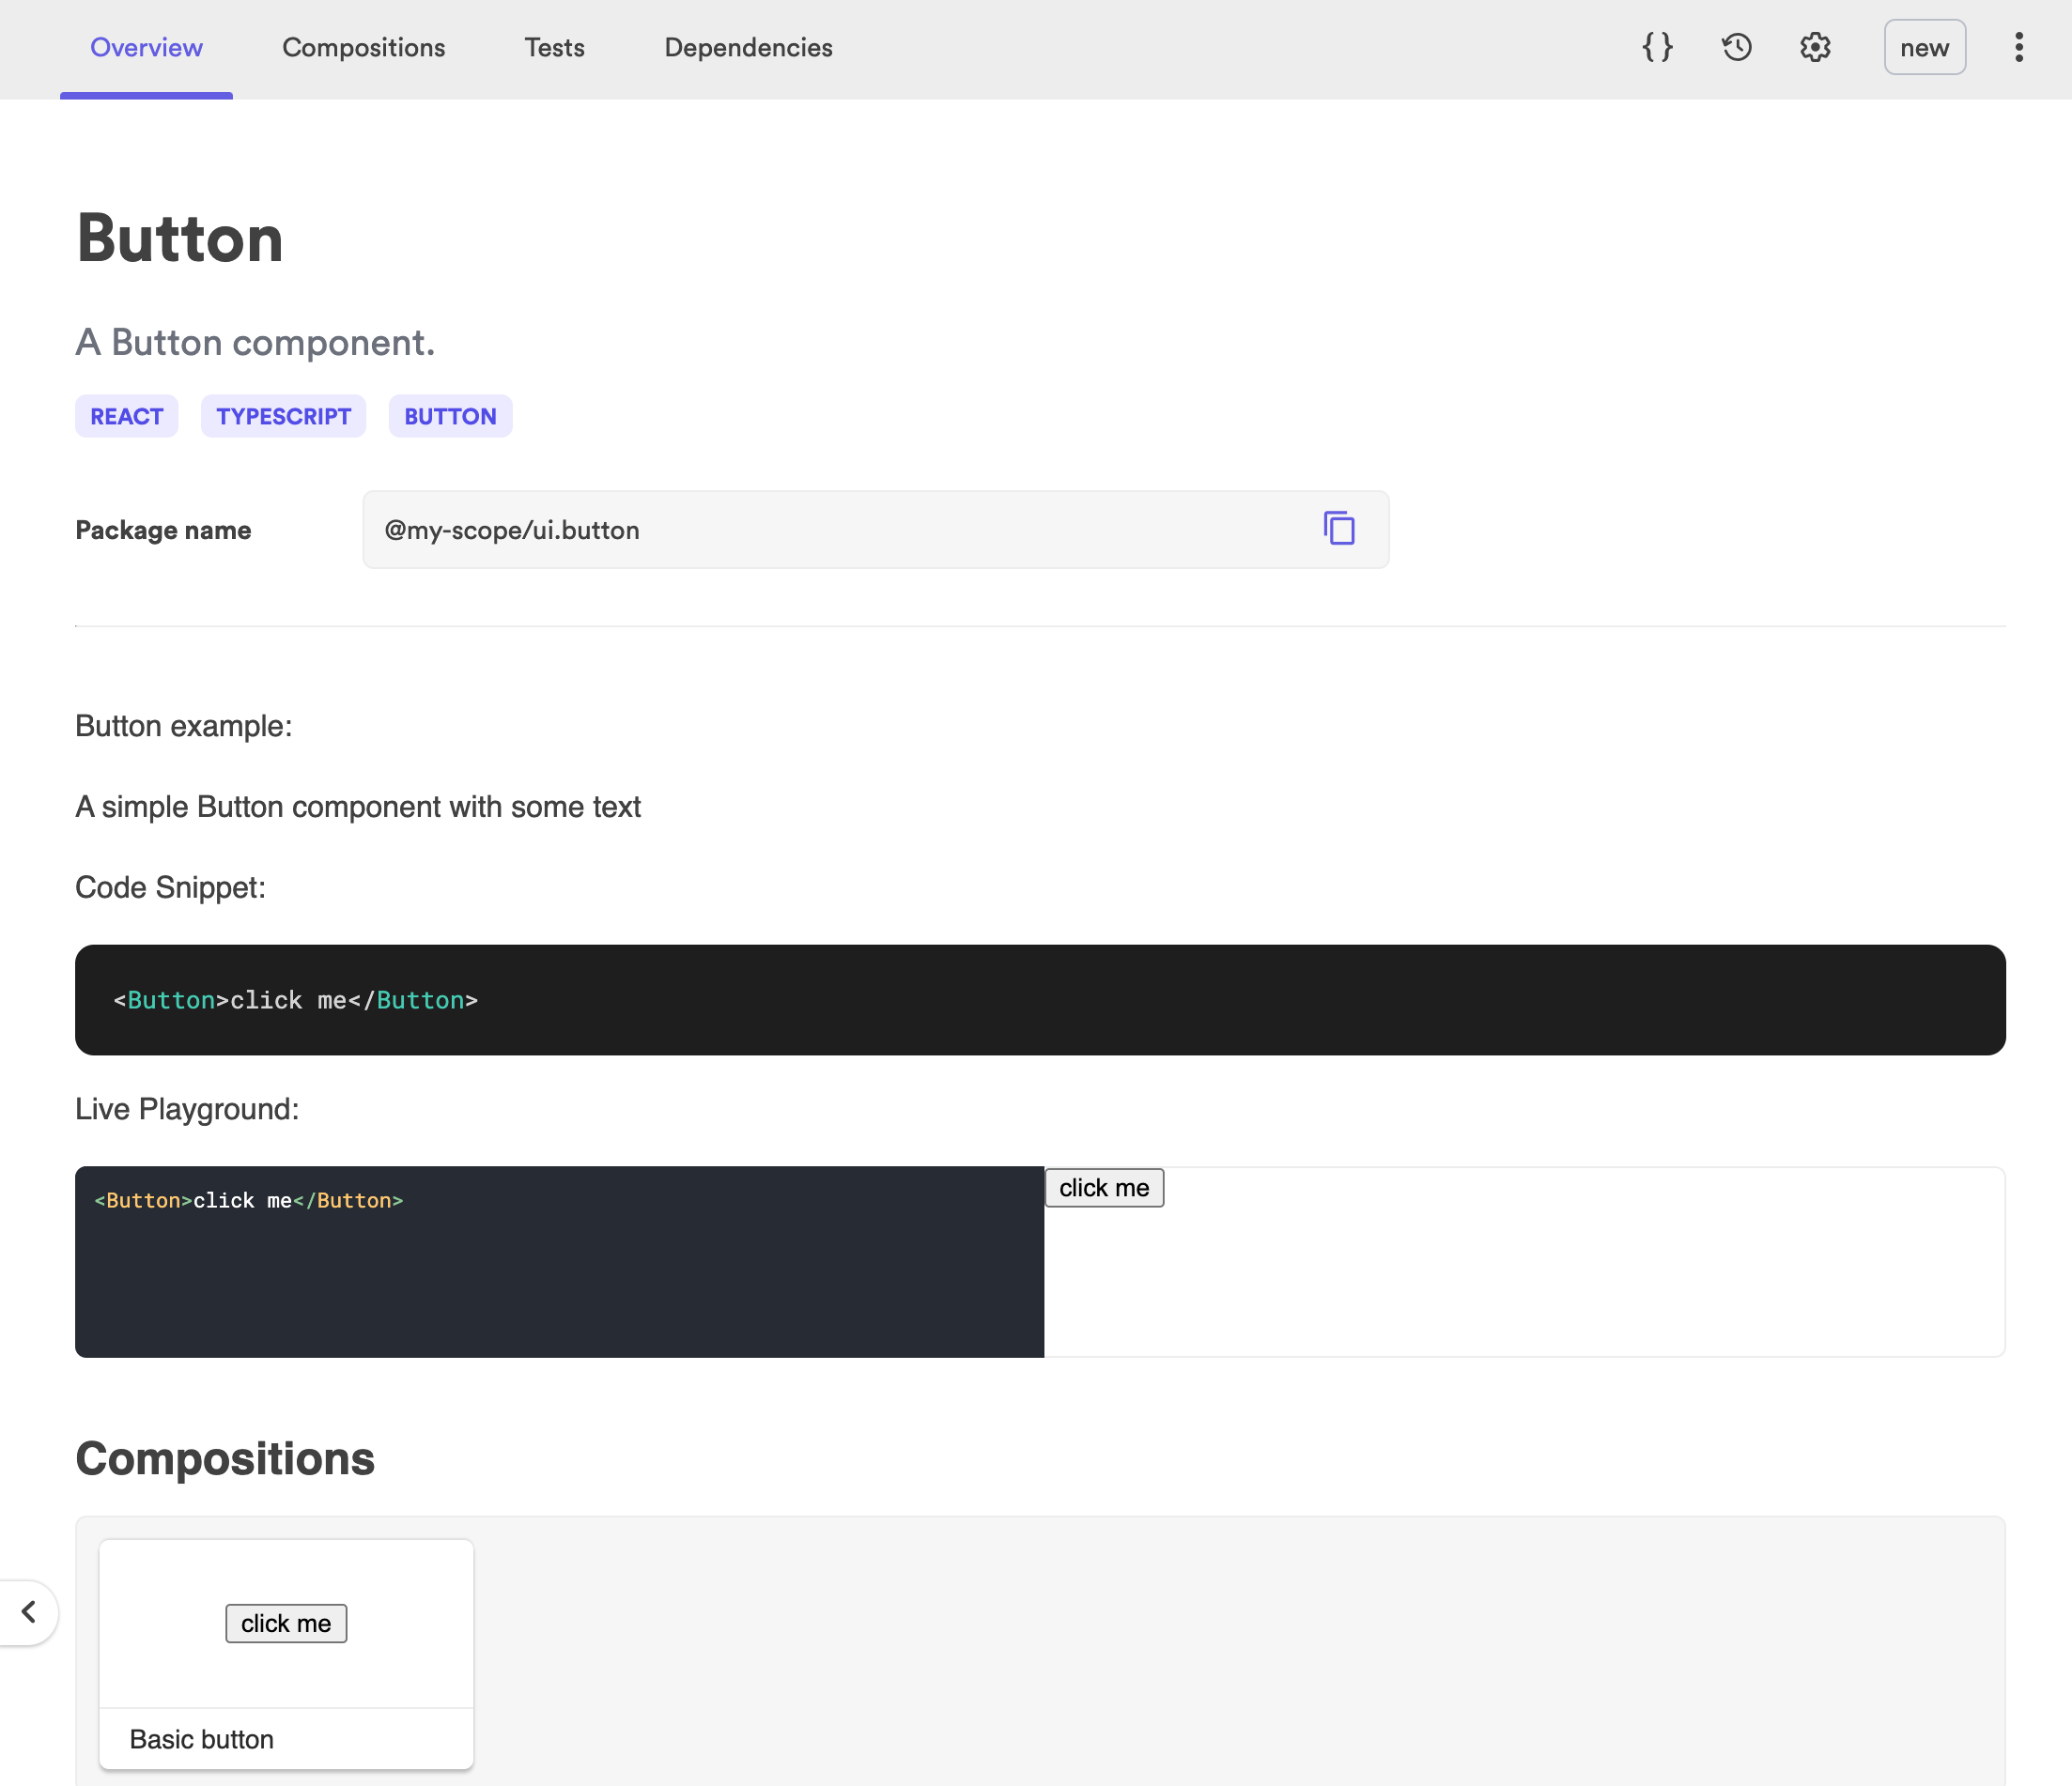 Overview Compositions Tests Dependencies { } new
Button
A Button component.
REACT TYPESCRIPT BUTTON
Package name @my-scope/ui.button
Button example:
A simple Button component with some text
Code Snippet:
<Button>click me</Button>
Live Playground:
<Button>click me</Button> click me
Compositions
click me
Basic button